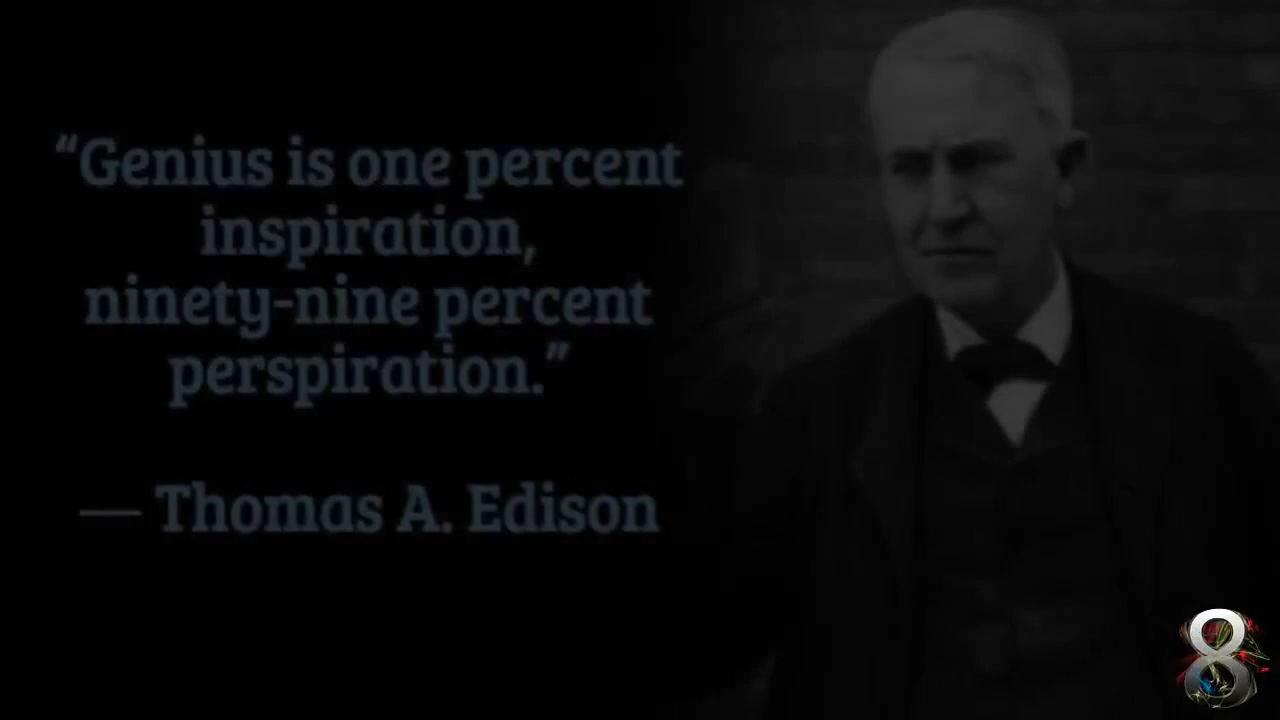 “Genius is one percent
inspiration,
ninety-nine percent
perspiration.”
— Thomas A. Edison
8